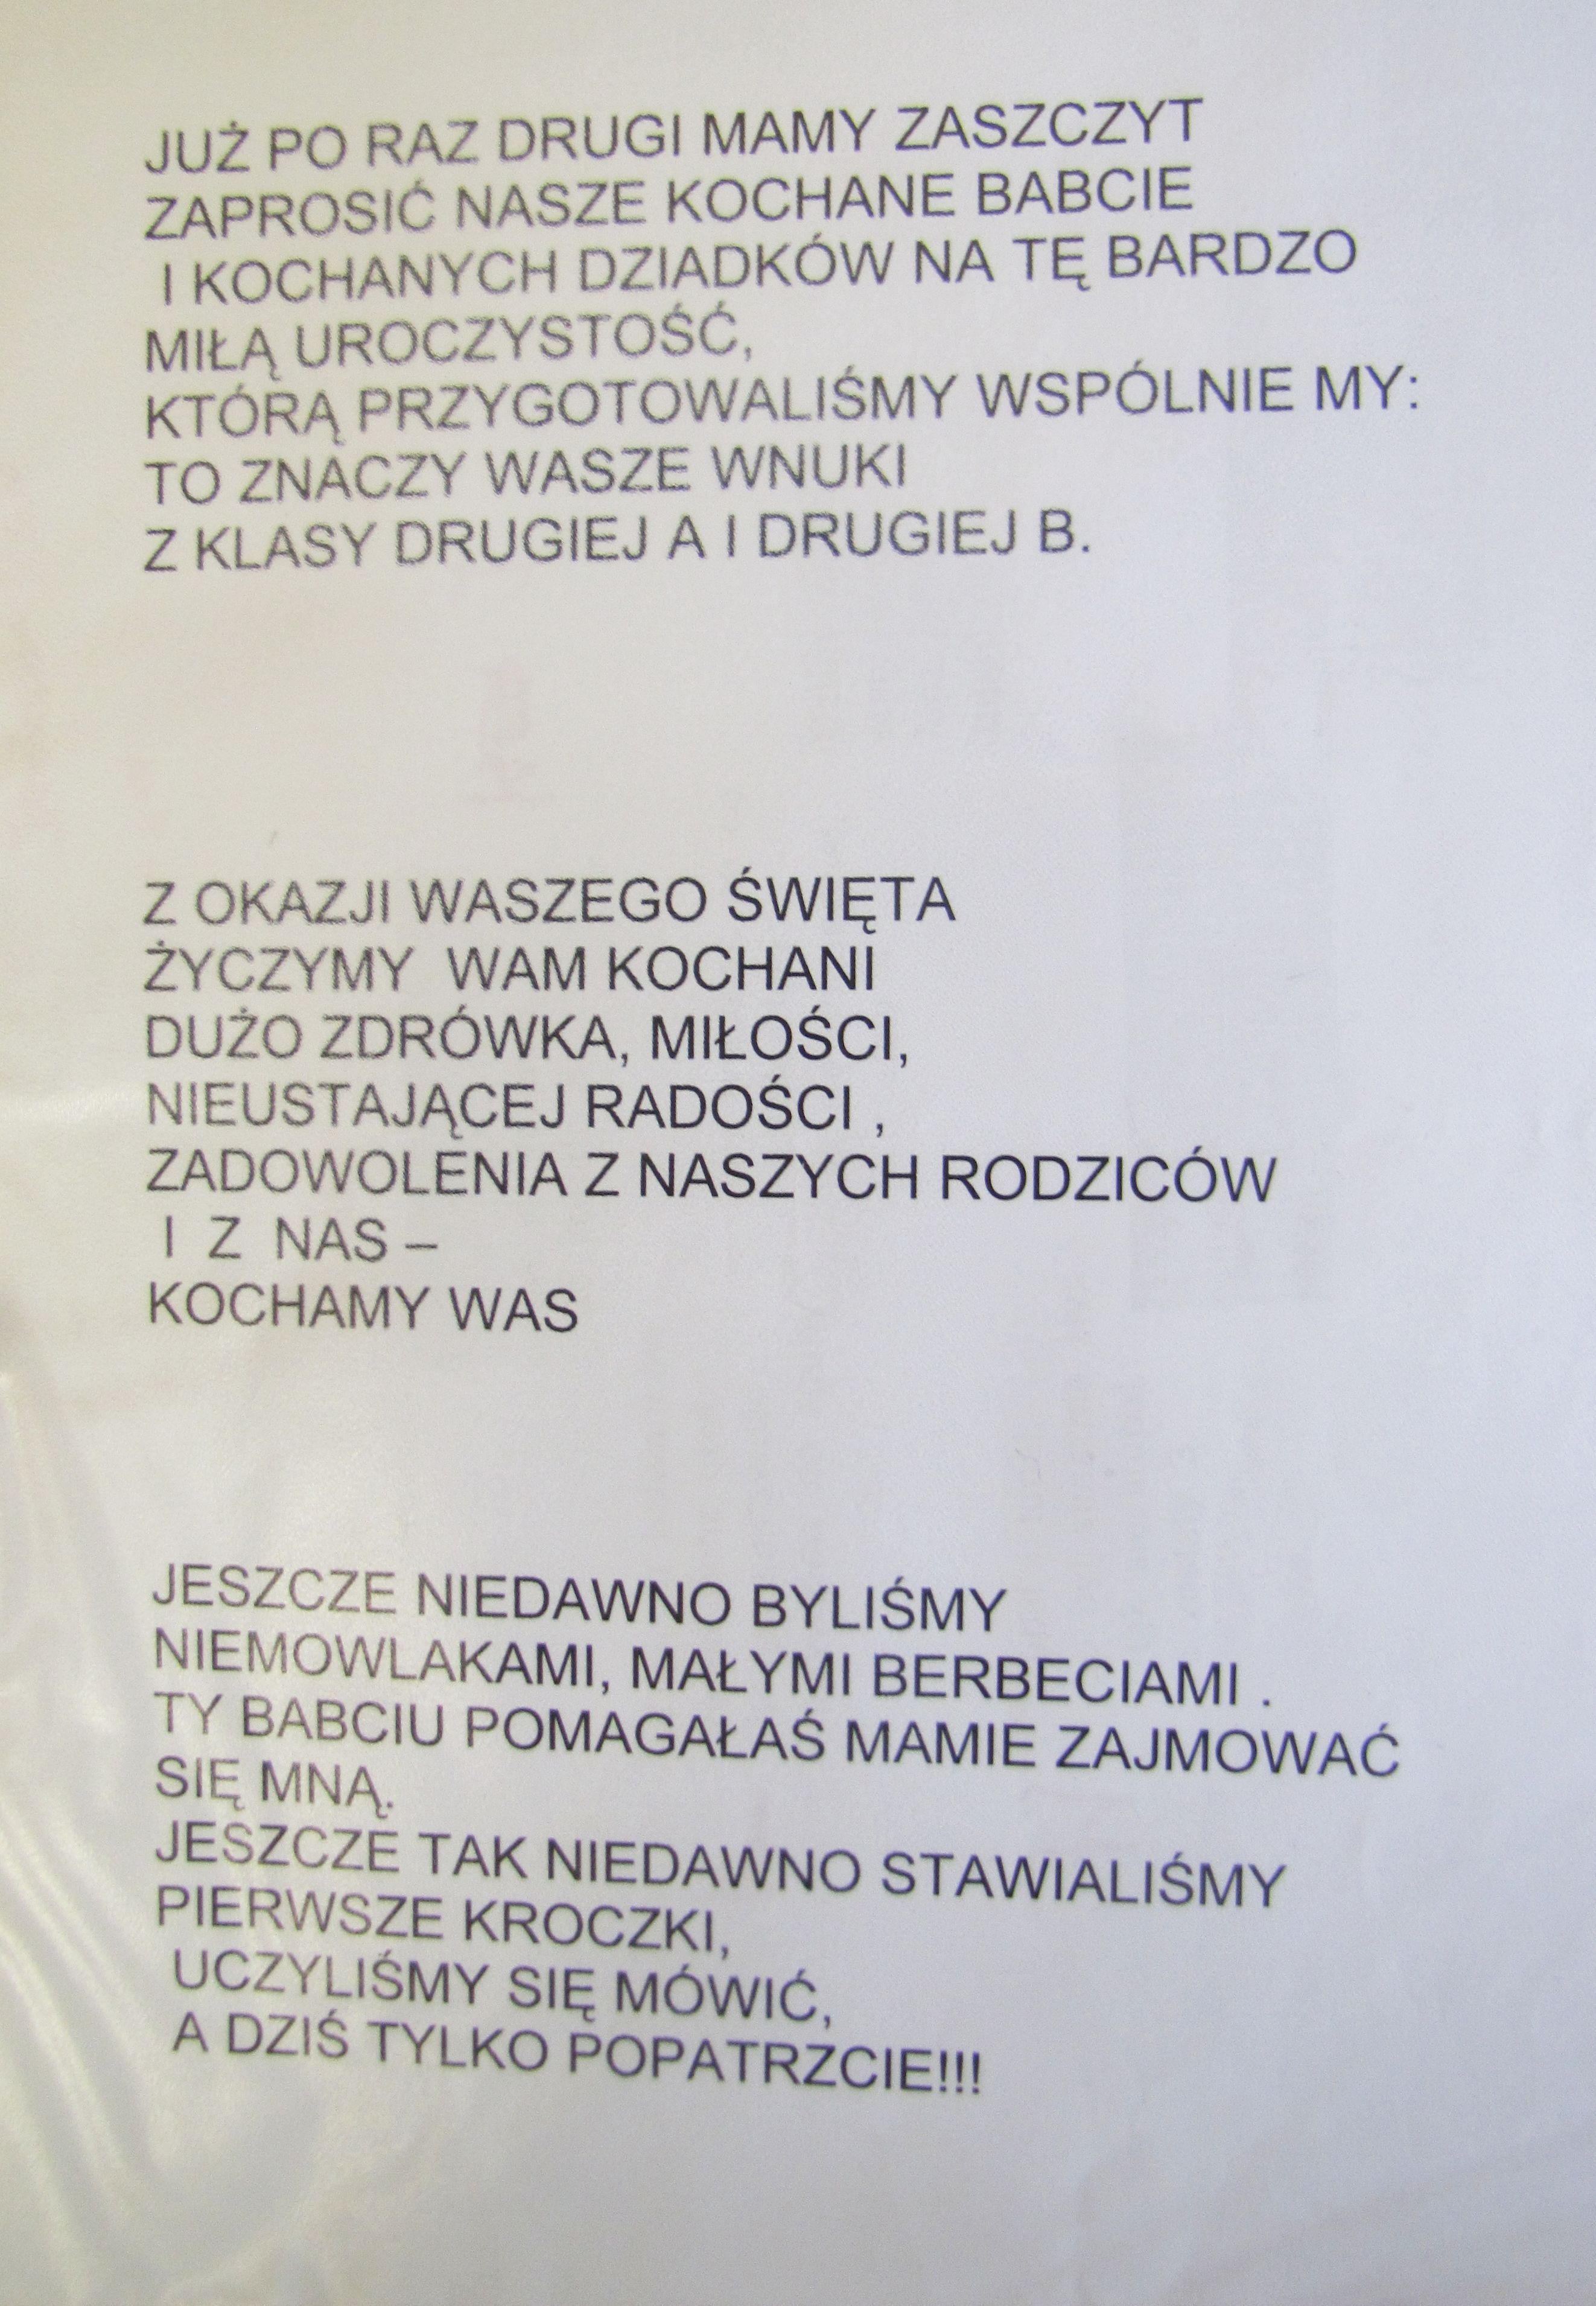 JUŻ PO RAZ DRUGI MAMY ZASZCZYT
ZAPROSIĆ NASZE KOCHANE BABCIE
I KOCHANYCH DZIADKÓW NA TĘ BARDZO
MIŁĄ UROCZYSTOŚĆ,
KTÓRĄ PRZYGOTOWALIŚMY WSPÓLNIE MY:
TO ZNACZY WASZE WNUKI
Z KLASY DRUGIEJ A I DRUGIEJ B.
Z OKAZJI WASZEGO ŚWIĘTA
ŻYCZYMY WAM KOCHANI
DUŻO ZDRÓWKA, MIŁOŚCI,
NIEUSTAJĄCEJ RADOŚCI ,
ZADOWOLENIA Z NASZYCH RODZICÓW
I Z NAS –
KOCHAMY WAS
JESZCZE NIEDAWNO BYLIŚMY
NIEMOWLAKAMI, MAŁYMI BERBECIAMI .
TY BABCIU POMAGAŁAŚ MAMIE ZAJMOWAĆ
SIĘ MNĄ.
JESZCZE TAK NIEDAWNO STAWIALIŚMY
PIERWSZE KROCZKI,
UCZYLIŚMY SIĘ MÓWIĆ,
A DZIŚ TYLKO POPATRZCIE!!!